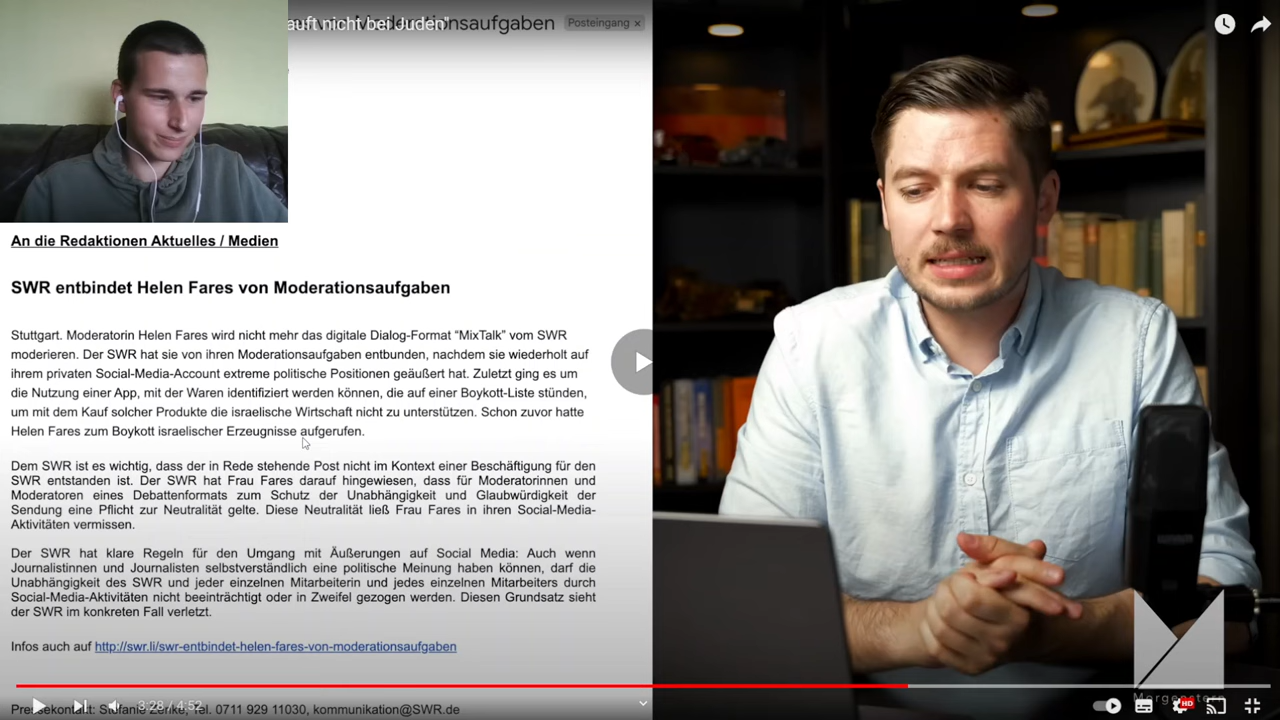 auft nicht bei Juden"
Moderationsaufgaben
Posteingang ×
An die Redaktionen Aktuelles / Medien
SWR entbindet Helen Fares von Moderationsaufgaben
Stuttgart. Moderatorin Helen Fares wird nicht mehr das digitale Dialog-Format “MixTalk” vom SWR
moderieren. Der SWR hat sie von ihren Moderationsaufgaben entbunden, nachdem sie wiederholt auf
ihrem privaten Social-Media-Account extreme politische Positionen geäußert hat. Zuletzt ging es um
die Nutzung einer App, mit der Waren identifiziert werden können, die auf einer Boykott-Liste stünden,
um mit dem Kauf solcher Produkte die israelische Wirtschaft nicht zu unterstützen. Schon zuvor hatte
Helen Fares zum Boykott israelischer Erzeugnisse aufgerufen.
Dem SWR ist es wichtig, dass der in Rede stehende Post nicht im Kontext einer Beschäftigung für den
SWR entstanden ist. Der SWR hat Frau Fares darauf hingewiesen, dass für Moderatorinnen und
Moderatoren eines Debattenformats zum Schutz der Unabhängigkeit und Glaubwürdigkeit der
Sendung eine Pflicht zur Neutralität gelte. Diese Neutralität ließ Frau Fares in ihren Social-Media-
Aktivitäten vermissen.
Der SWR hat klare Regeln für den Umgang mit Äußerungen auf Social Media: Auch wenn
Journalistinnen und Journalisten selbstverständlich eine politische Meinung haben können, darf die
Unabhängigkeit des SWR und jeder einzelnen Mitarbeiterin und jedes einzelnen Mitarbeiters durch
Social-Media-Aktivitäten nicht beeinträchtigt oder in Zweifel gezogen werden. Diesen Grundsatz sieht
der SWR im konkreten Fall verletzt.
Infos auch auf http://swr.li/swr-entbindet-helen-fares-von-moderationsaufgaben
Pressekontakt: Stefanie Zenke, Tel. 0711 929 11030, kommunikation@SWR.de
3:28 / 4:52
Morgenstern
HD